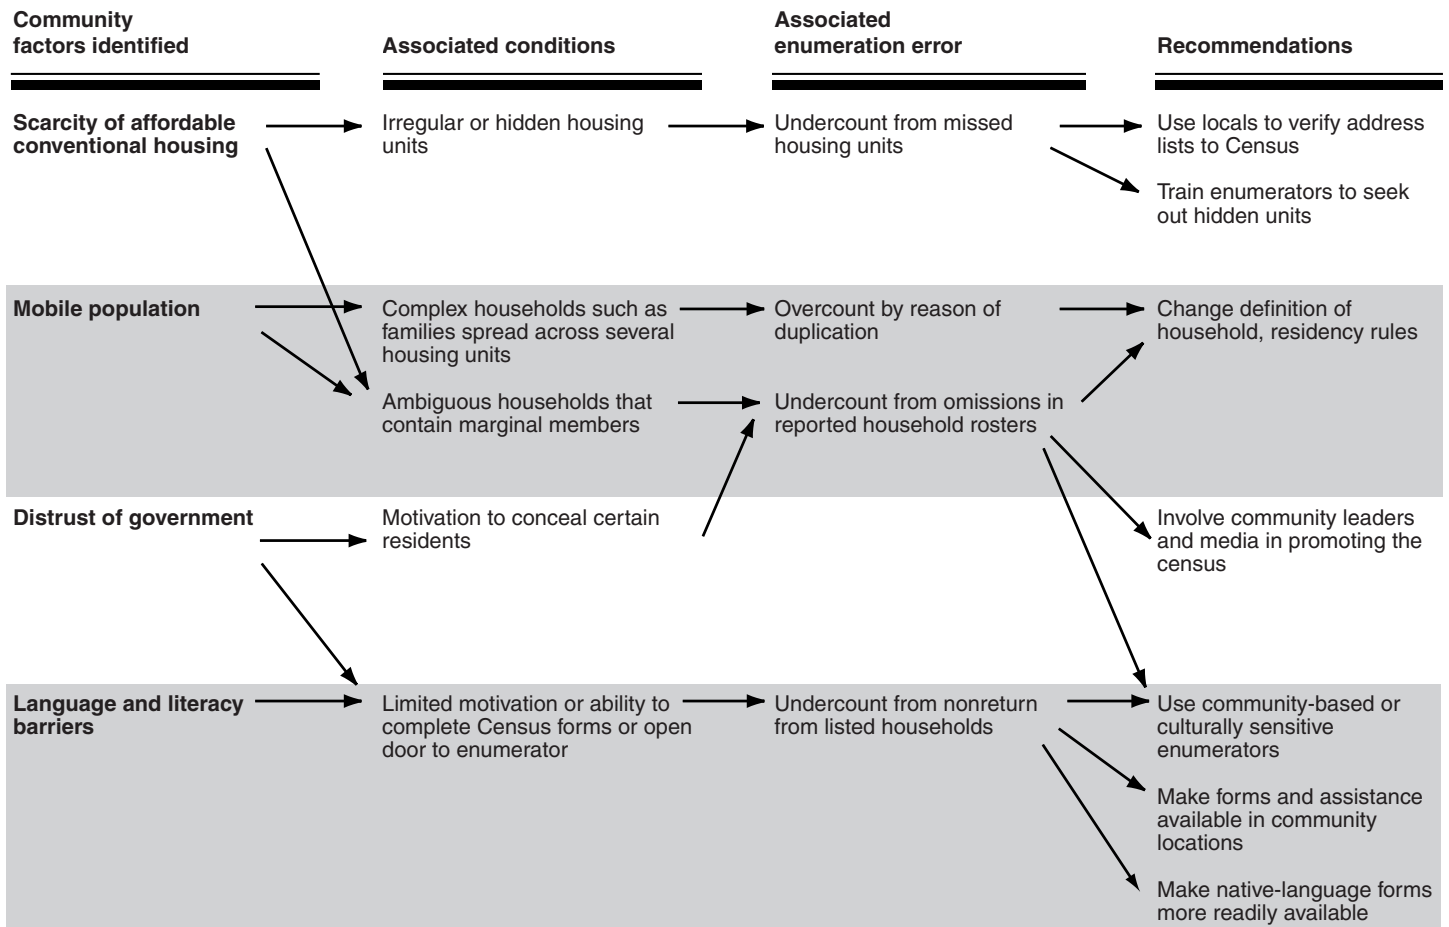 Community
factors identified
Associated conditions
Associated
enumeration error
Recommendations
Scarcity of affordable
conventional housing
Irregular or hidden housing
units
Undercount from missed
housing units
Use locals to verify address
lists to Census
Train enumerators to seek
out hidden units
Mobile population
Complex households such as
families spread across several
housing units
Overcount by reason of
duplication
Change definition of
household, residency rules
Ambiguous households that
contain marginal members
Undercount from omissions in
reported household rosters
Distrust of government
Motivation to conceal certain
residents
Involve community leaders
and media in promoting the
census
Language and literacy
barriers
Limited motivation or ability to
complete Census forms or open
door to enumerator
Undercount from nonreturn
from listed households
Use community-based or
culturally sensitive
enumerators
Make forms and assistance
available in community
locations
Make native-language forms
more readily available